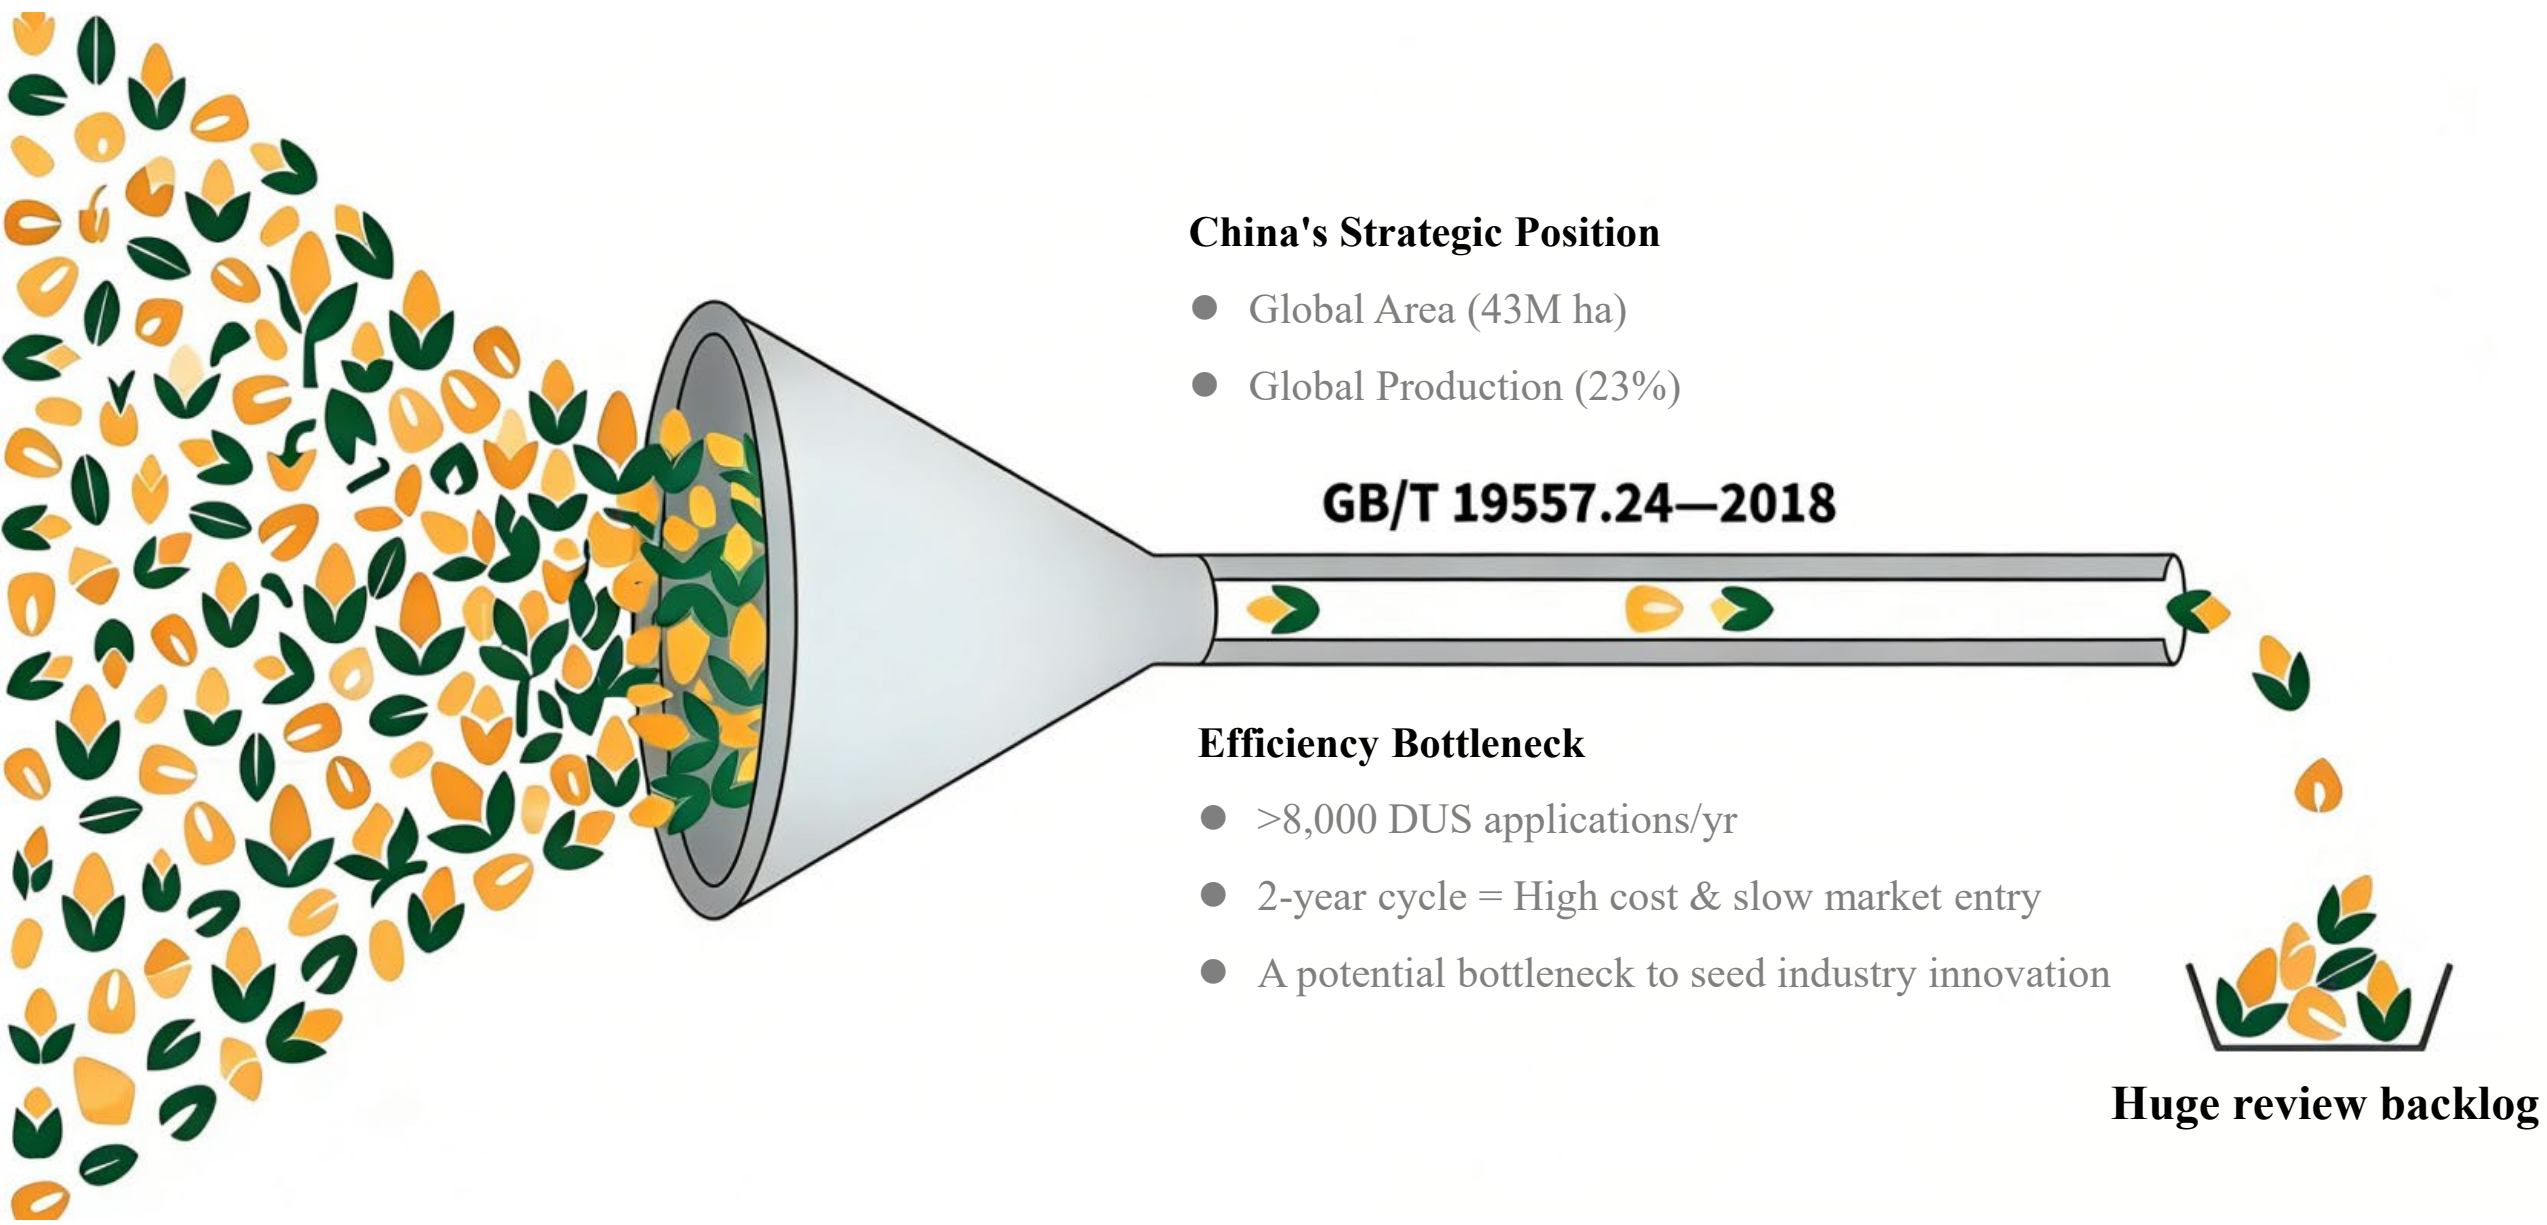 China's Strategic Position
Global Area (43M ha)
Global Production (23%)
GB/T 19557.24—2018
Efficiency Bottleneck
>8,000 DUS applications/yr
2-year cycle = High cost & slow market entry
A potential bottleneck to seed industry innovation
Huge review backlog